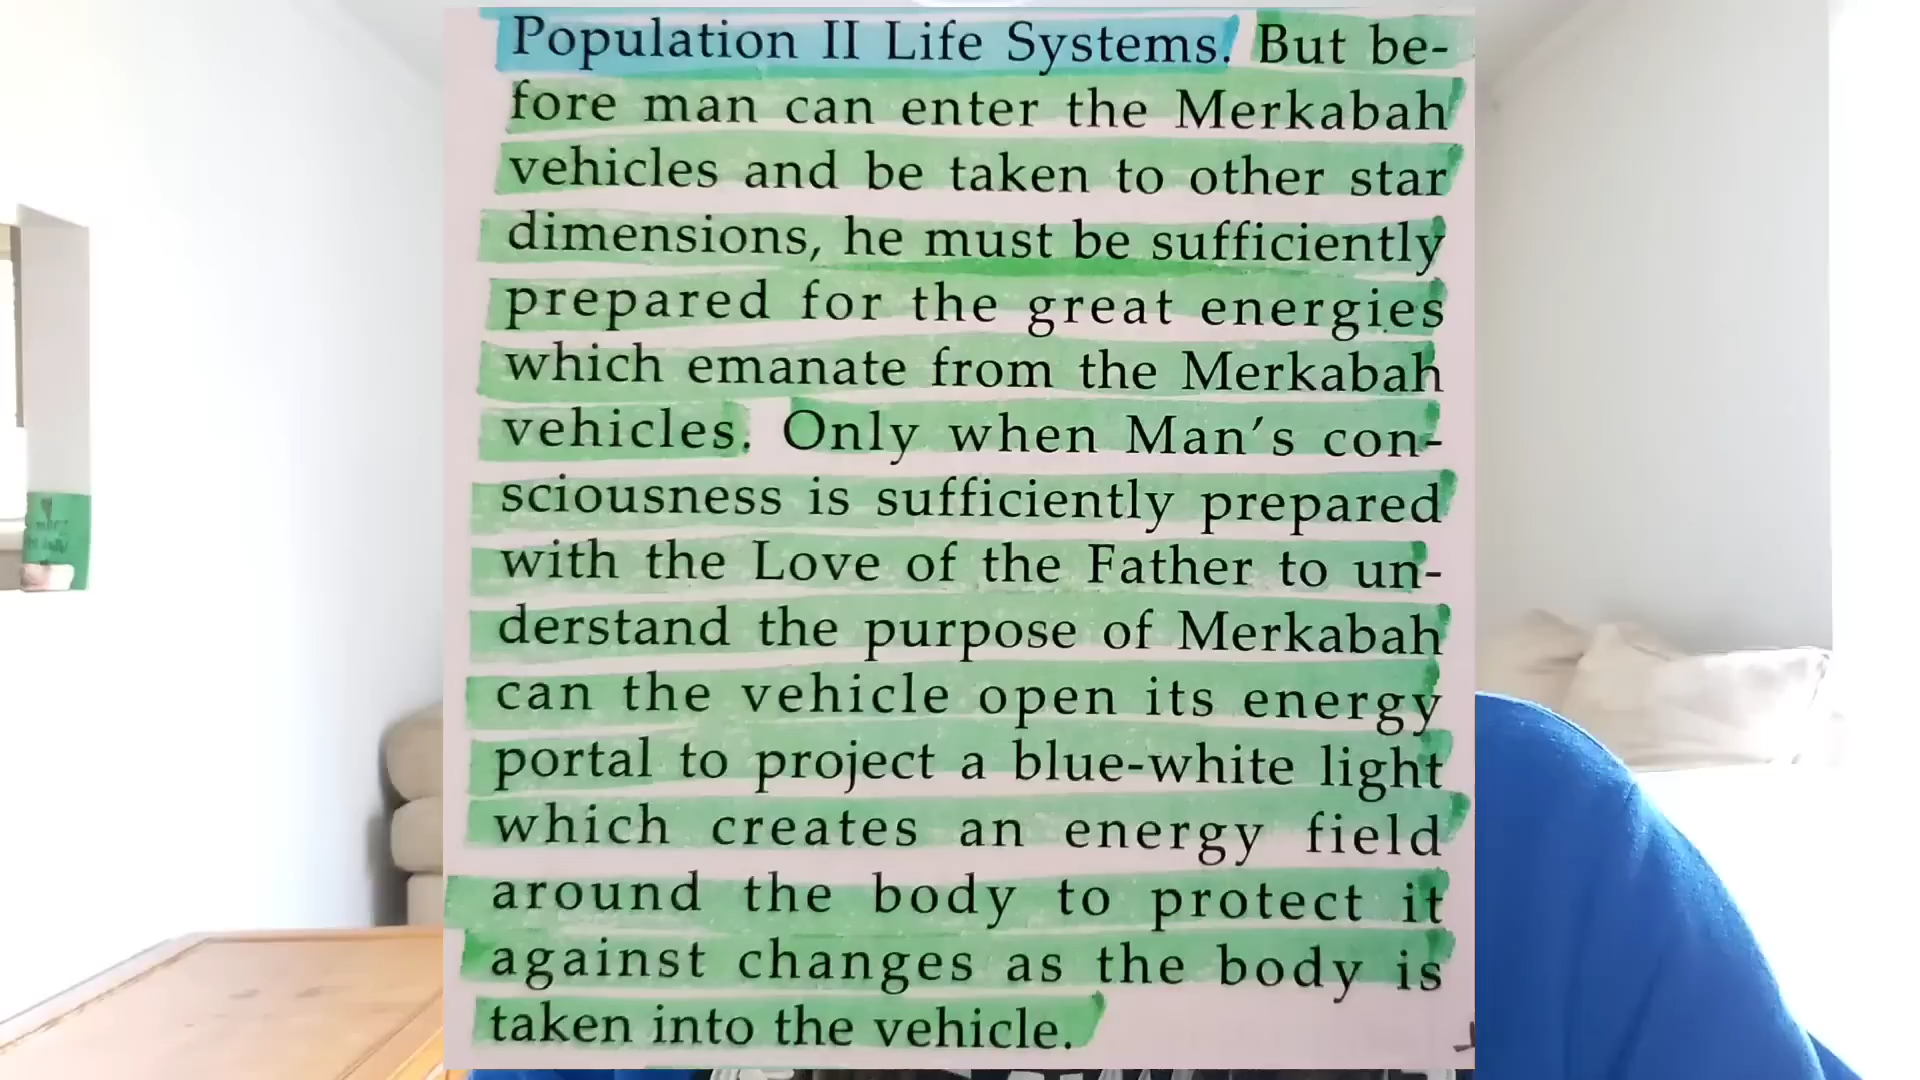 Population II Life Systems. But be-
fore man can enter the Merkabah
vehicles and be taken to other star
dimensions, he must be sufficiently
prepared for the great energies
which emanate from the Merkabah
vehicles. Only when Man's con-
sciousness is sufficiently prepared
with the Love of the Father to un-
derstand the purpose of Merkabah
can the vehicle open its energy
portal to project a blue-white light
which creates an energy field
around the body to protect it
against changes as the body is
taken into the vehicle.